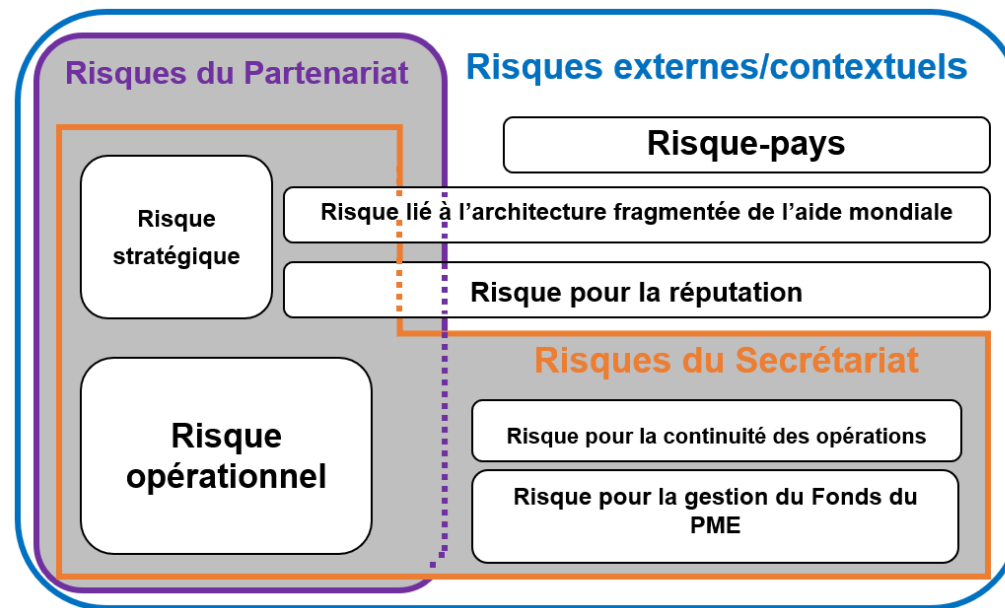 Risques du Partenariat
Risques externes/contextuels
Risque-pays
Risque
stratégique
Risque lié à l’architecture fragmentée de l’aide mondiale
Risque pour la réputation
Risques du Secrétariat
Risque
opérationnel
Risque pour la continuité des opérations
Risque pour la gestion du Fonds du
PME